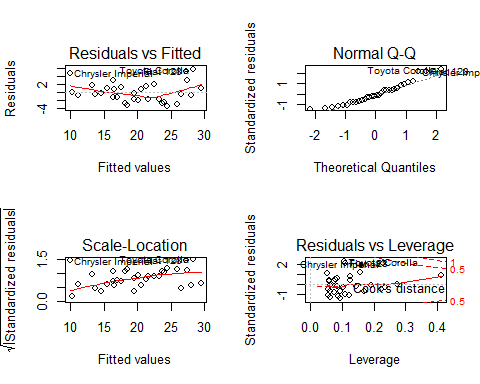 Residuals vs Fitted
Residuals
2
-4
Chrysler Imperial
Toyota Corolla
10
15
20
25
30
Fitted values
Normal Q-Q
Standardized residuals
1
-1
Toyota Corolla
-2
-1
0
1
2
Theoretical Quantiles
Scale-Location
√|Standardized residuals|
1.5
0.0
Chrysler Imperial
Toyota Corolla
10
15
20
25
30
Fitted values
Residuals vs Leverage
Standardized residuals
2
-1
Chrysler Imperial
Toyota Corolla
Cook's distance
1
0.5
0.5
0.0
0.1
0.2
0.3
0.4
Leverage